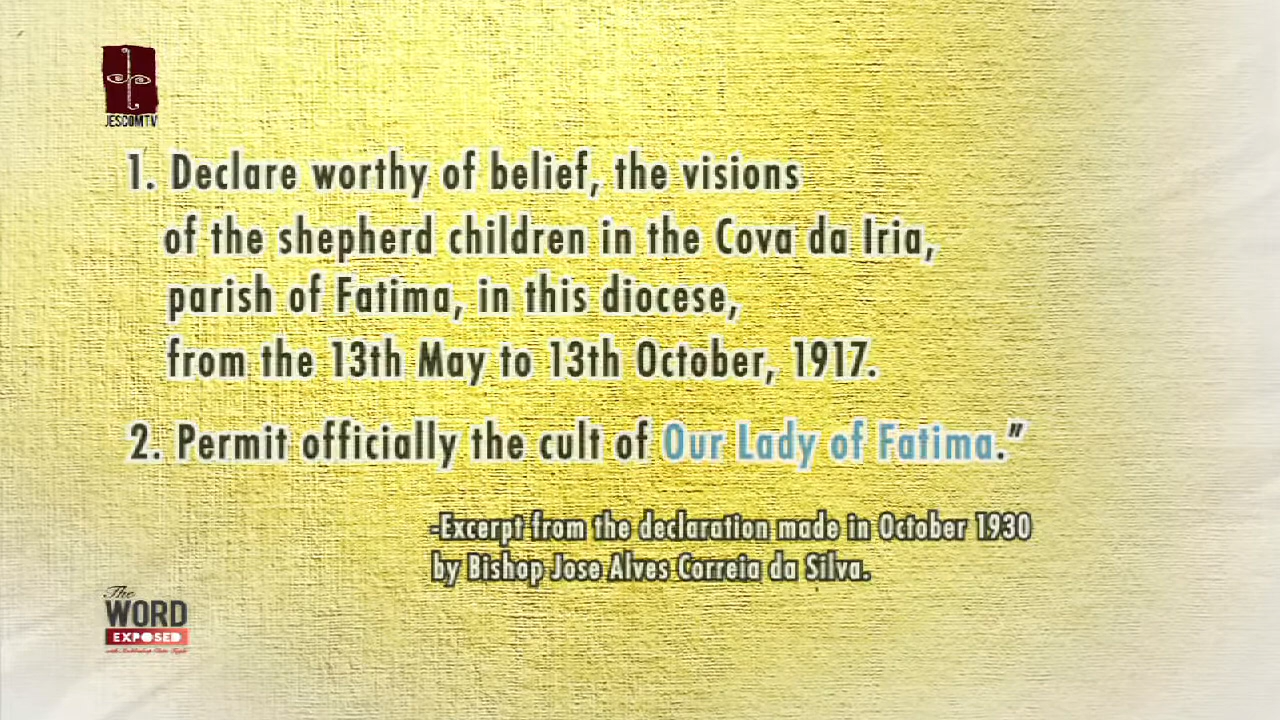 JESCOMTV
1. Declare worthy of belief, the visions
of the shepherd children in the Cova da Iria,
parish of Fatima, in this diocese,
from the 13th May to 13th October, 1917.
2. Permit officially the cult of Our Lady of Fatima."
-Excerpt from the declaration made in October 1930
by Bishop Jose Alves Correia da Silva.
The
WORD
EXPOSED